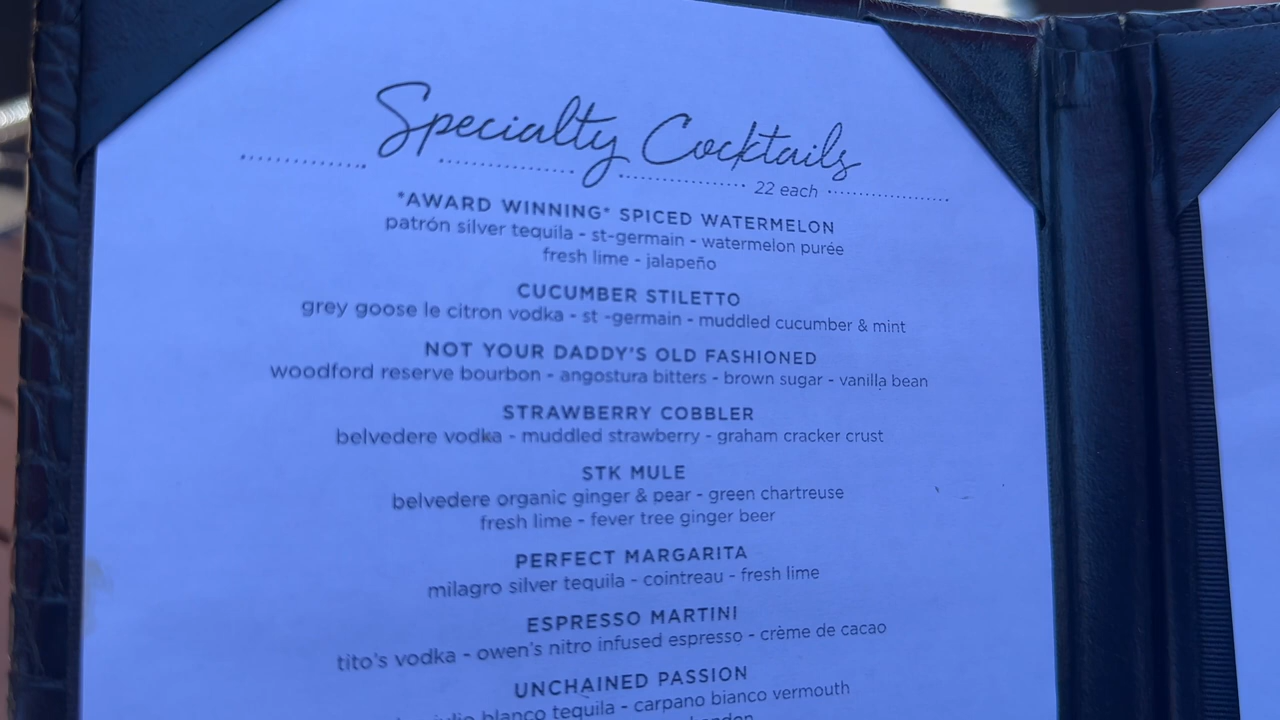 Specialty Cocktails
22 each
*AWARD WINNING* SPICED WATERMELON
patrón silver tequila - st-germain - watermelon purée
fresh lime - jalapeño
CUCUMBER STILETTO
grey goose le citron vodka - st -germain - muddled cucumber & mint
NOT YOUR DADDY'S OLD FASHIONED
woodford reserve bourbon - angostura bitters - brown sugar - vanilla bean
STRAWBERRY COBBLER
belvedere vodka - muddled strawberry - graham cracker crust
STK MULE
belvedere organic ginger & pear - green chartreuse
fresh lime - fever tree ginger beer
PERFECT MARGARITA
milagro silver tequila - cointreau - fresh lime
ESPRESSO MARTINI
tito's vodka - owen's nitro infused espresso - crème de cacao
UNCHAINED PASSION
blanco tequila - carpano bianco vermouth